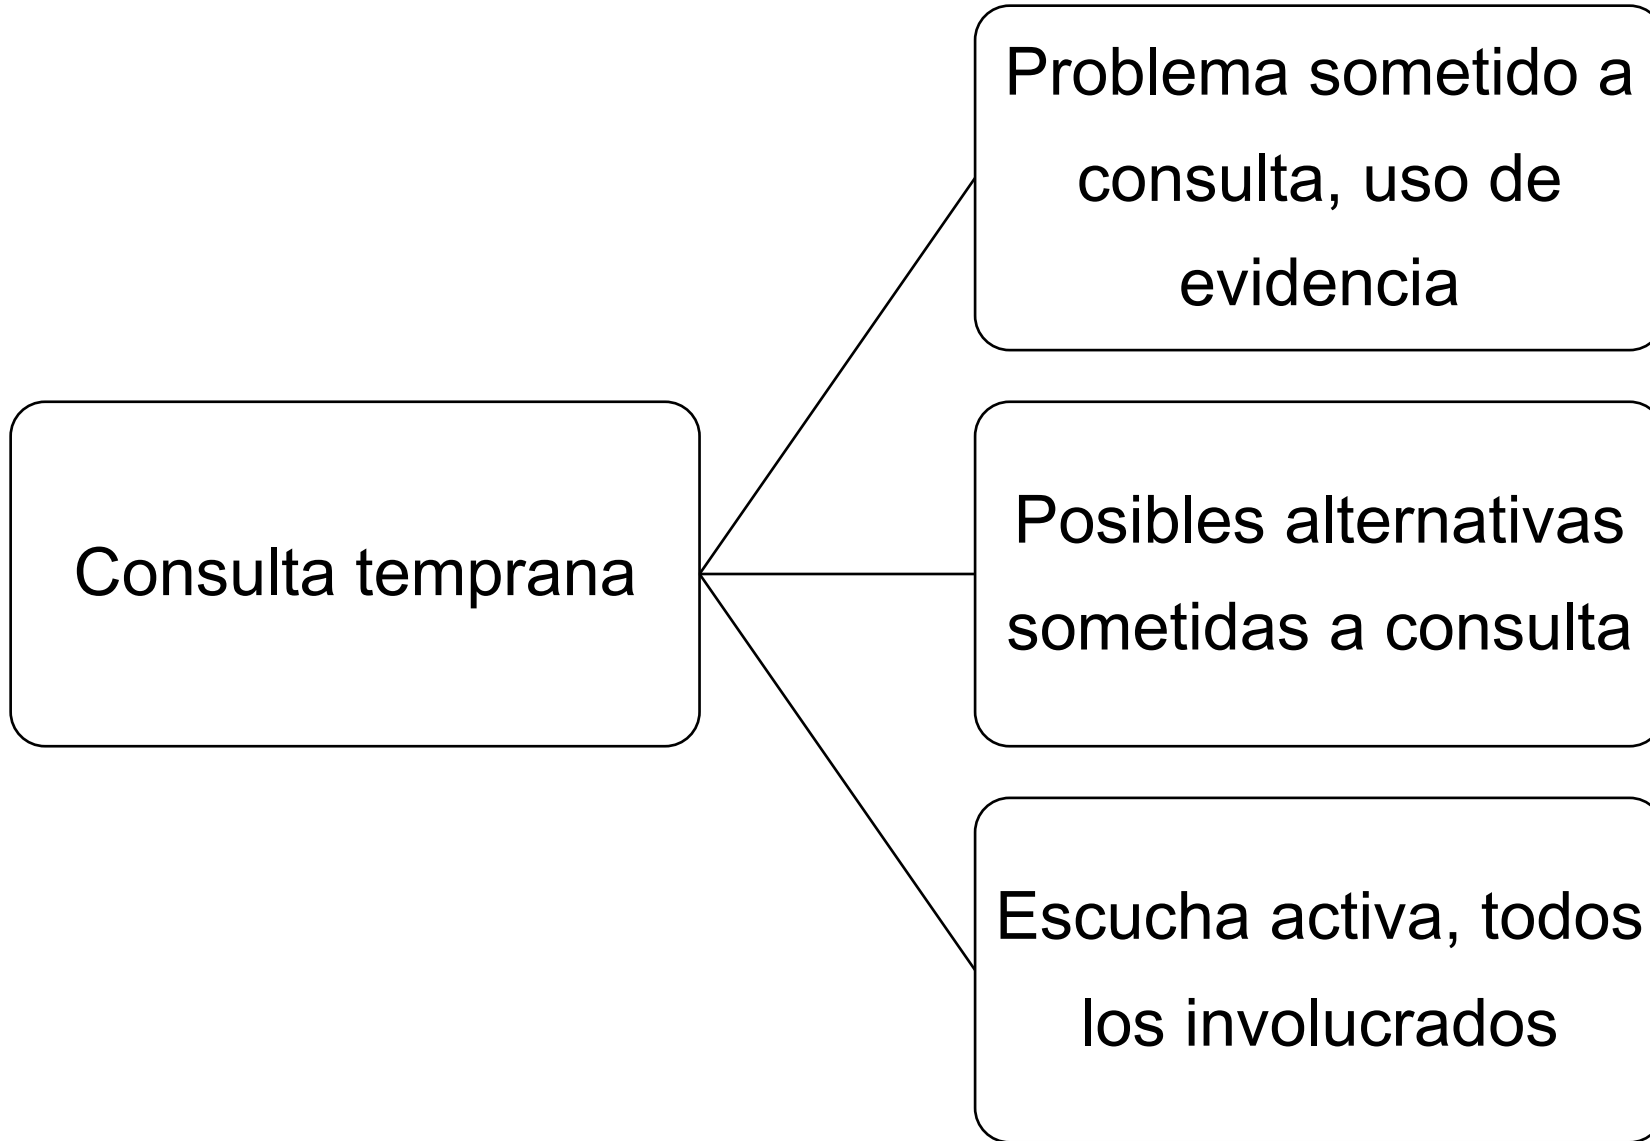 Problema sometido a
consulta, uso de
evidencia
Consulta temprana
Posibles alternativas
sometidas a consulta
Escucha activa, todos
los involucrados